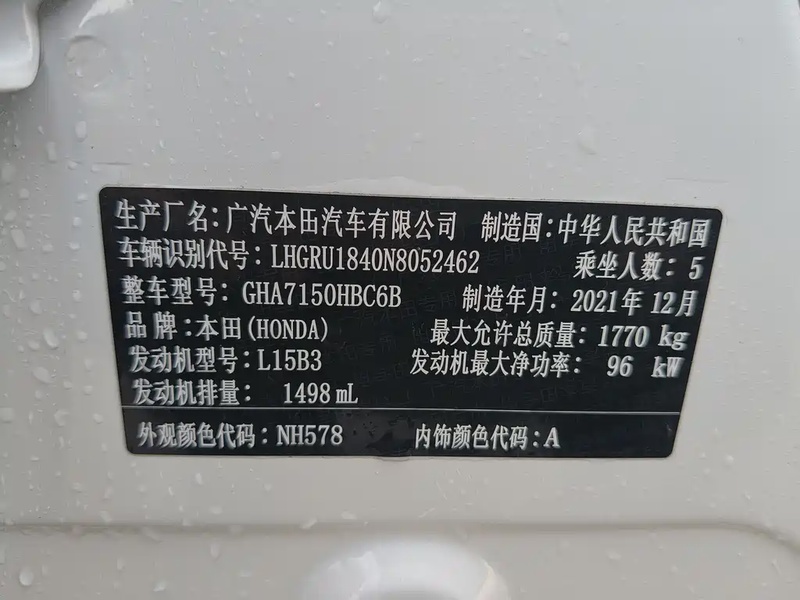 生产厂名：广汽本田汽车有限公司 制造国：中华人民共和国
车辆识别代号：LHGRU1840N8052462 乘坐人数：5
整车型号：GHA7150HBC6B 制造年月：2021年12月
品牌：本田(HONDA) 最大允许总质量：1770 kg
发动机型号：L15B3 发动机最大净功率：96 kW
发动机排量：1498 mL
外观颜色代码：NH578 内饰颜色代码：A